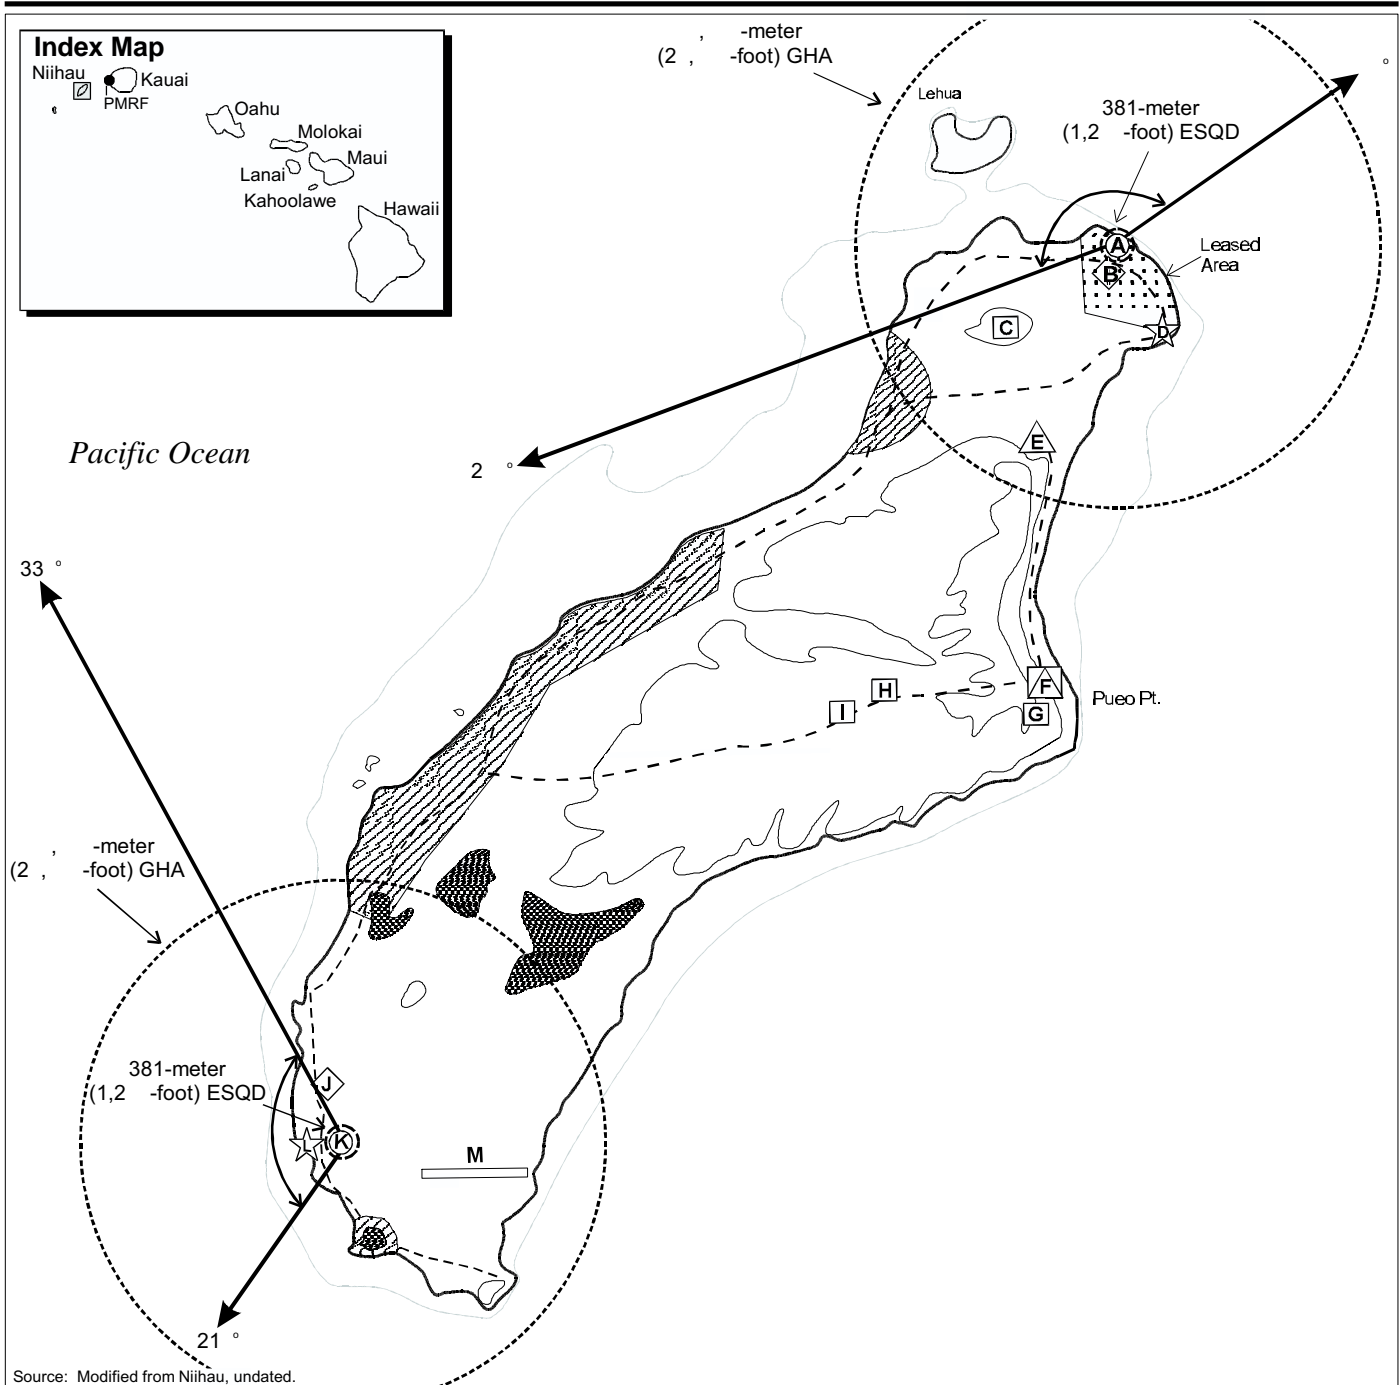 Index Map
Niihau
Kauai
PMRF
Oahu
Molokai
Maui
Lanai
Kahoolawe
Hawaii
, -meter
(2 , -foot) GHA
°
Lehua
381-meter
(1,2 -foot) ESQD
A
Leased
Area
B
C
D
Pacific Ocean
2 °
E
33 °
F
Pueo Pt.
H
I
G
, -meter
(2 , -foot) GHA
381-meter
(1,2 -foot) ESQD
J
L
K
M
21 °
Source: Modified from Niihau, undated.